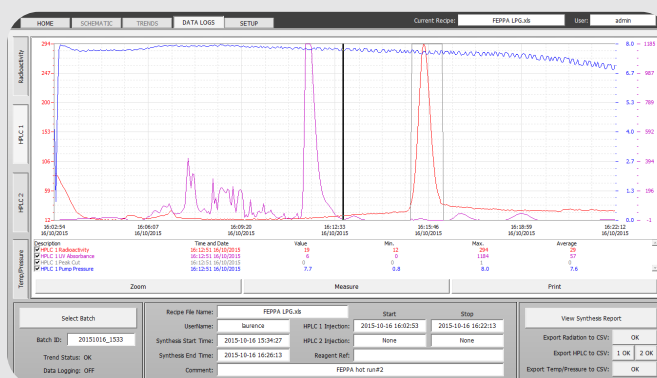 HOME SCHEMATIC TRENDS DATA LOGS SETUP Current Recipe: FEPPA LPG.xls User: admin
Radioactivity
HPLC 1
HPLC 2
Temp/Pressure
294 8.0 1185
247 6.7 987
200 5.3 789
153 4.0 592
106 2.7 394
59 1.3 196
12 0.0 -1
16:02:54 16:06:07 16:09:20 16:12:33 16:15:46 16:18:59 16:22:12
16/10/2015 16/10/2015 16/10/2015 16/10/2015 16/10/2015 16/10/2015 16/10/2015
Description Time and Date Value Min. Max. Average
HPLC 1 Radioactivity 16:12:51 16/10/2015 19 12 294 29
HPLC 1 UV Absorbance 16:12:51 16/10/2015 6 0 1184 57
HPLC 1 Peak Cut 16:12:51 16/10/2015 0 0 1 0
HPLC 1 Pump Pressure 16:12:51 16/10/2015 7.7 0.8 8.0 7.6
Zoom Measure Print
Select Batch
Batch ID: 20151016_1533
Trend Status: OK
Data Logging: OFF
Recipe File Name: FEPPA LPG.xls Start Stop
UserName: laurence HPLC 1 Injection: 2015-10-16 16:02:53 2015-10-16 16:22:13
Synthesis Start Time: 2015-10-16 15:34:27 HPLC 2 Injection: None None
Synthesis End Time: 2015-10-16 16:26:13 Reagent Ref:
Comment: FEPPA hot run#2
View Synthesis Report
Export Radiation to CSV: OK
Export HPLC to CSV: 1 OK 2 OK
Export Temp/Pressure to CSV: OK